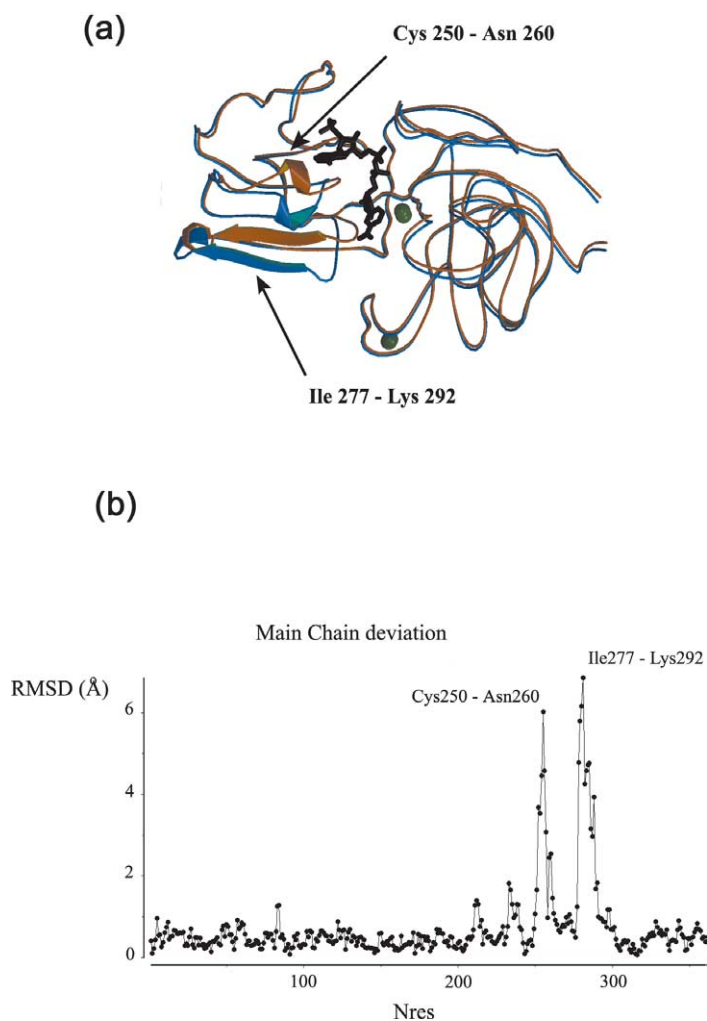 (a)
Cys 250 - Asn 260
Ile 277 - Lys 292
(b)
Main Chain deviation
Ile277 - Lys292
RMSD (Å)
Cys250 - Asn260
6
4
2
0
100
200
300
Nres